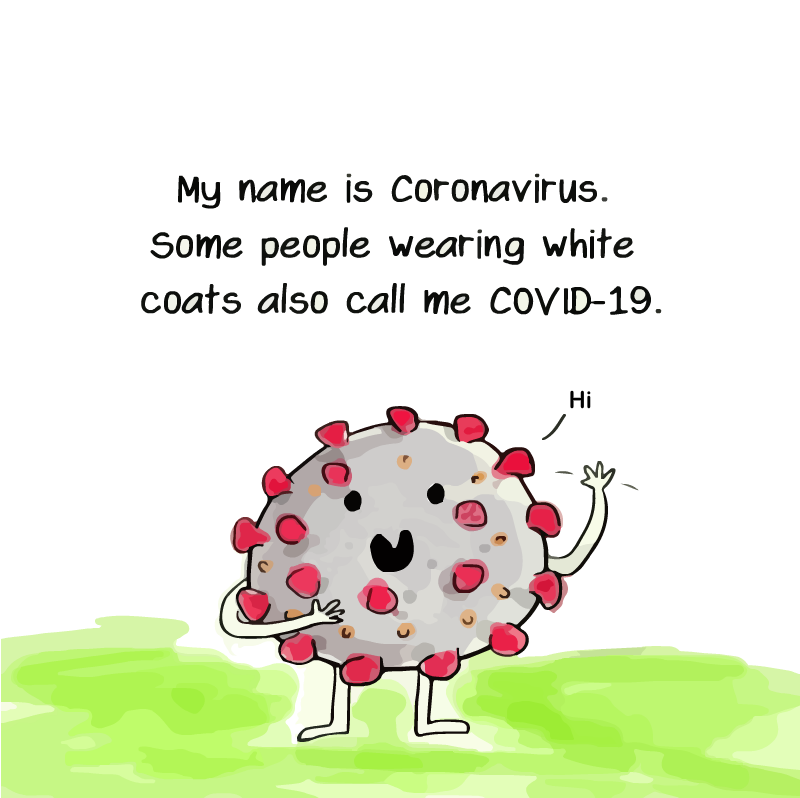 My name is Coronavirus.
Some people wearing white
coats also call me COVID-19.
Hi